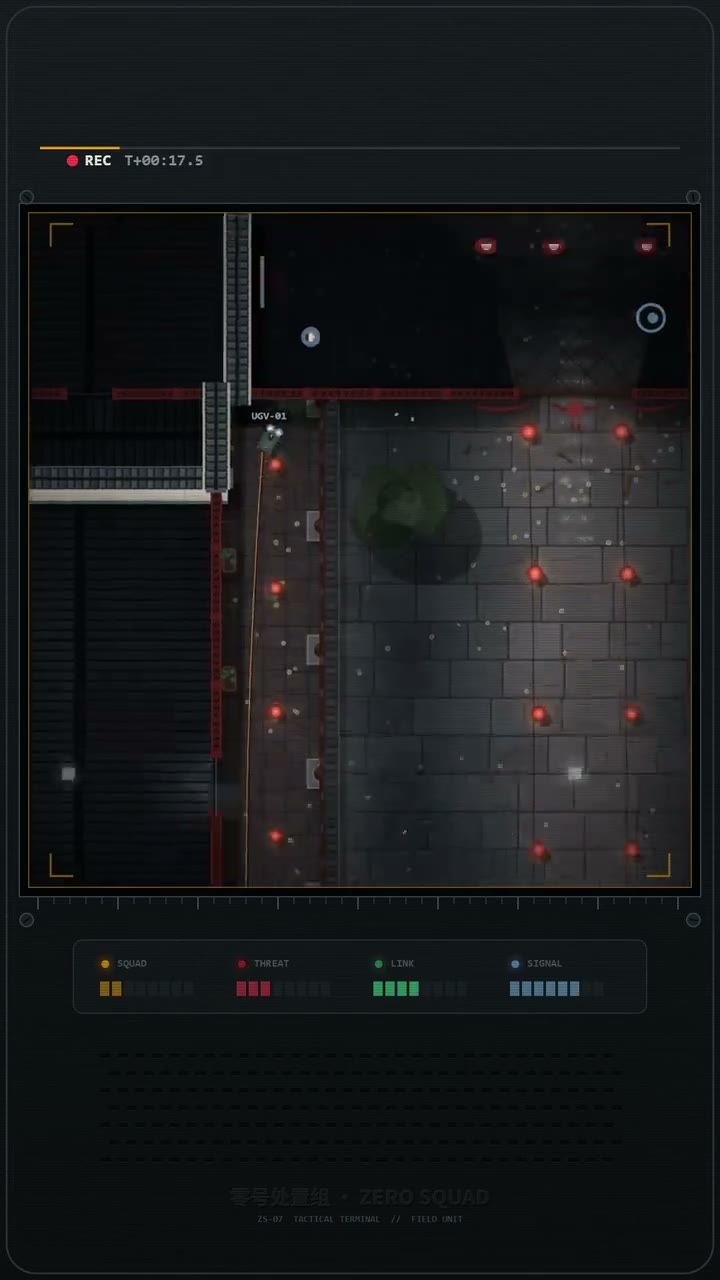 REC T+00:17.5
UGV-01
SQUAD THREAT LINK SIGNAL
零号处置组 · ZERO SQUAD
ZS-07 TACTICAL TERMINAL // FIELD UNIT